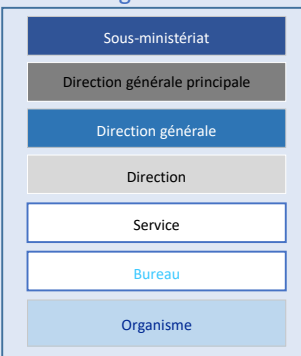 Sous-ministériat
Direction générale principale
Direction générale
Direction
Service
Bureau
Organisme